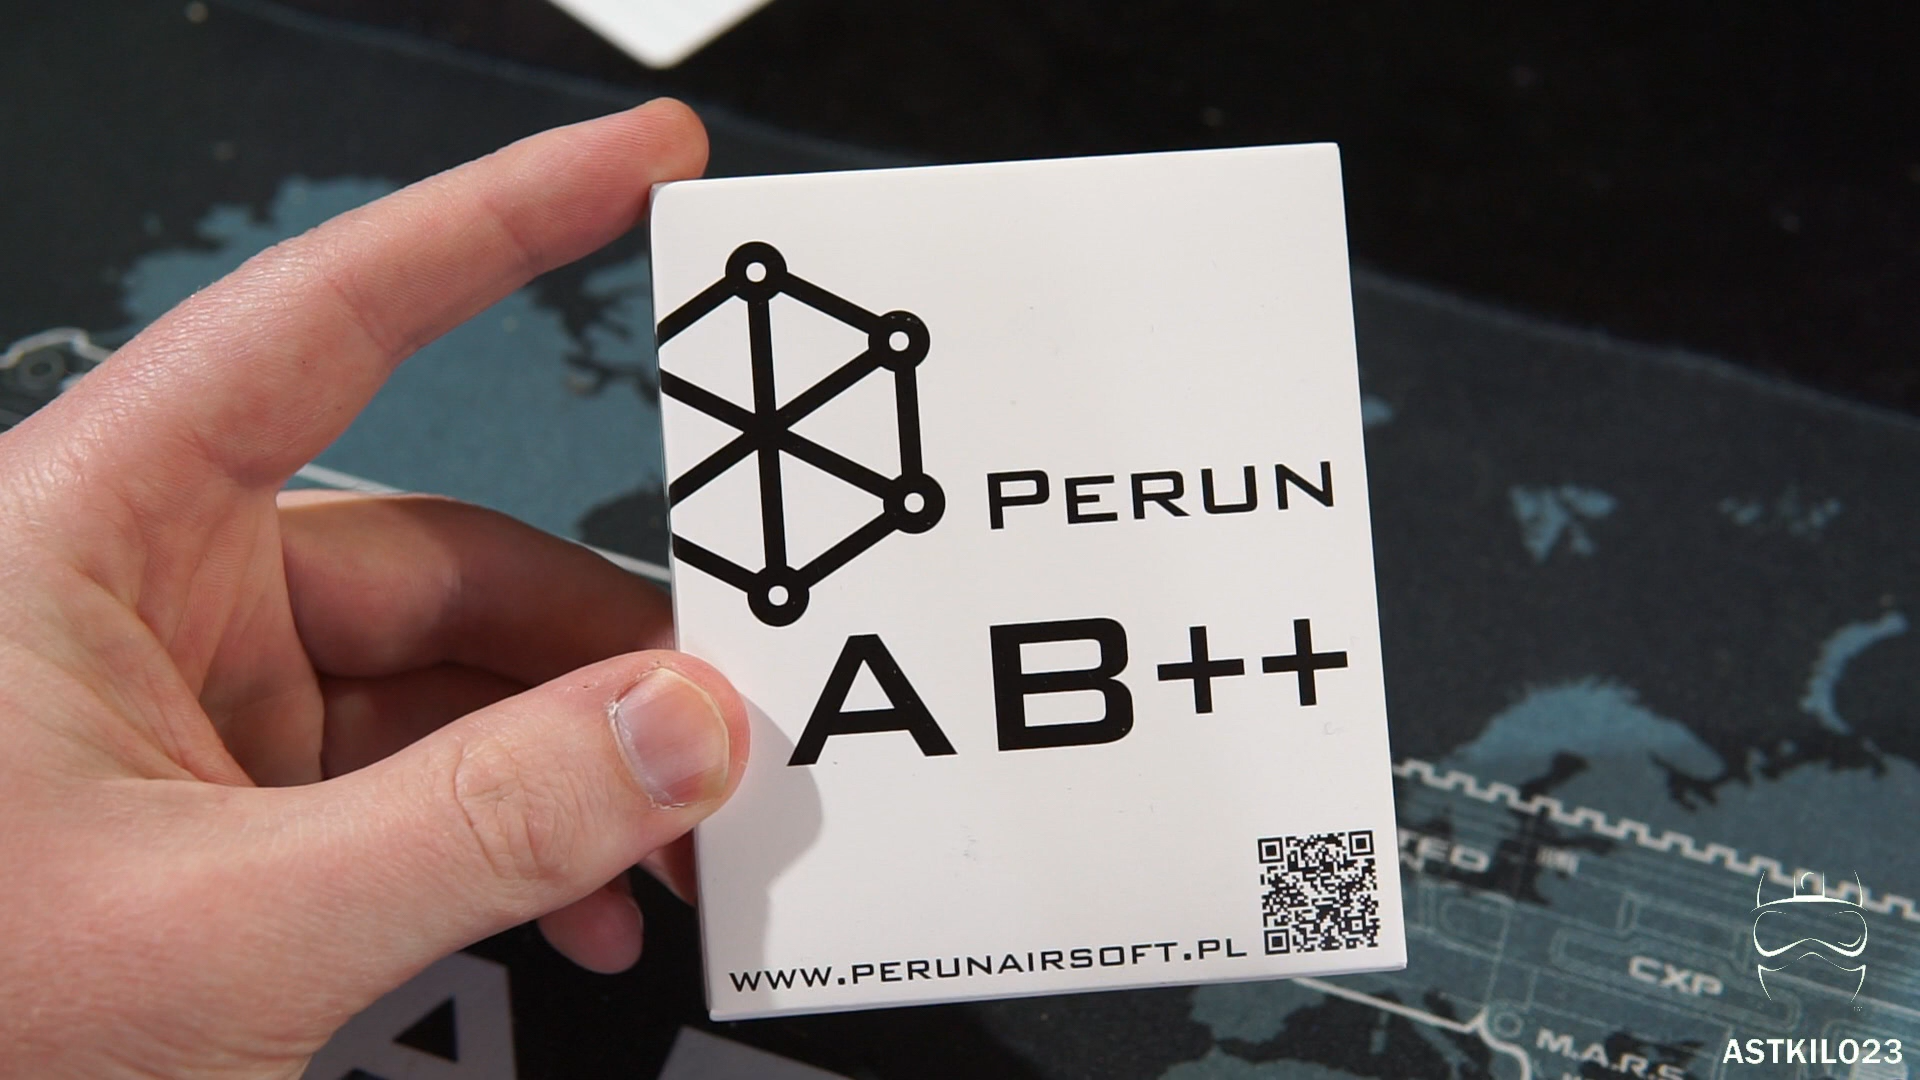 PERUN
AB++
WWW.PERUNAIRSOFT.PL
CXP
M.A.R.S
ASTKILO23